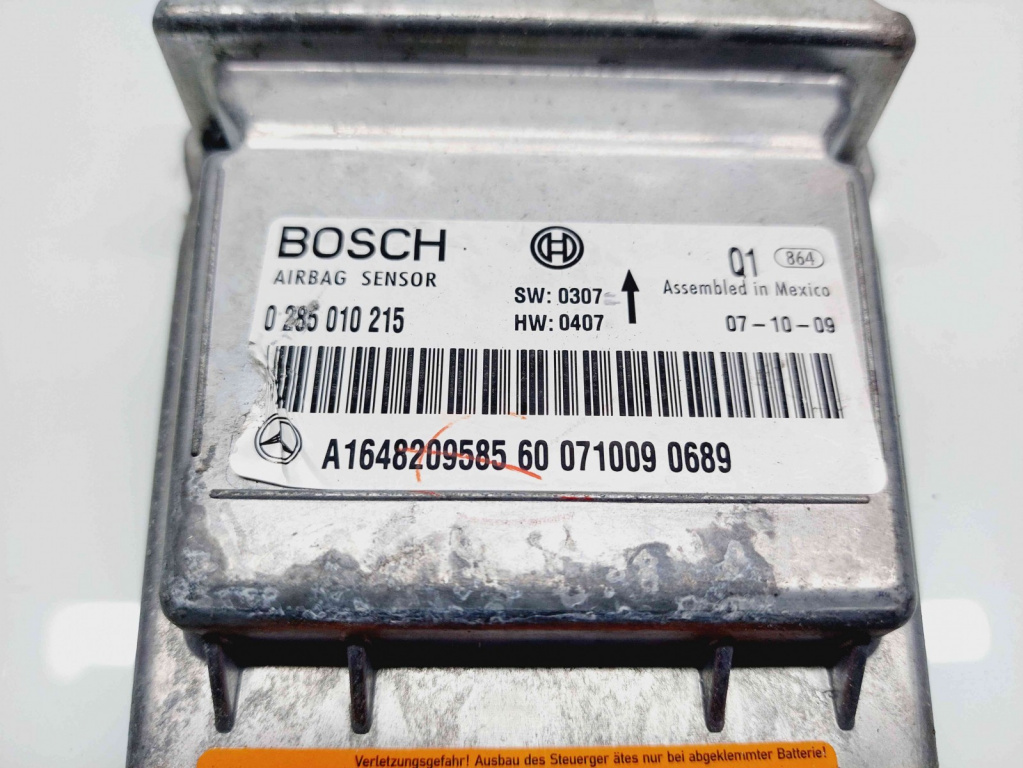 BOSCH
Q1 864
AIRBAG SENSOR
Assembled in Mexico
SW: 0307
0 285 010 215
HW: 0407
07-10-09
A1648209585 60 071009 0689
Verletzungsgefahr! Ausbau des Steuerger ätes nur bei abgeklemmter Batterie!